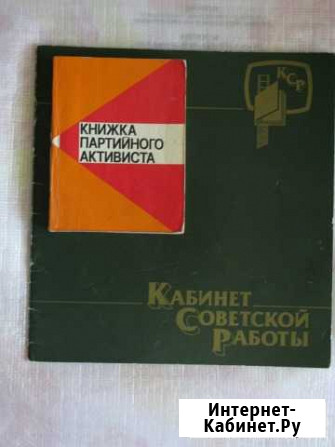 КСР
КНИЖКА
ПАРТИЙНОГО
АКТИВИСТА
КАБИНЕТ
СОВЕТСКОЙ
РАБОТЫ
Интернет-
Кабинет.Ру